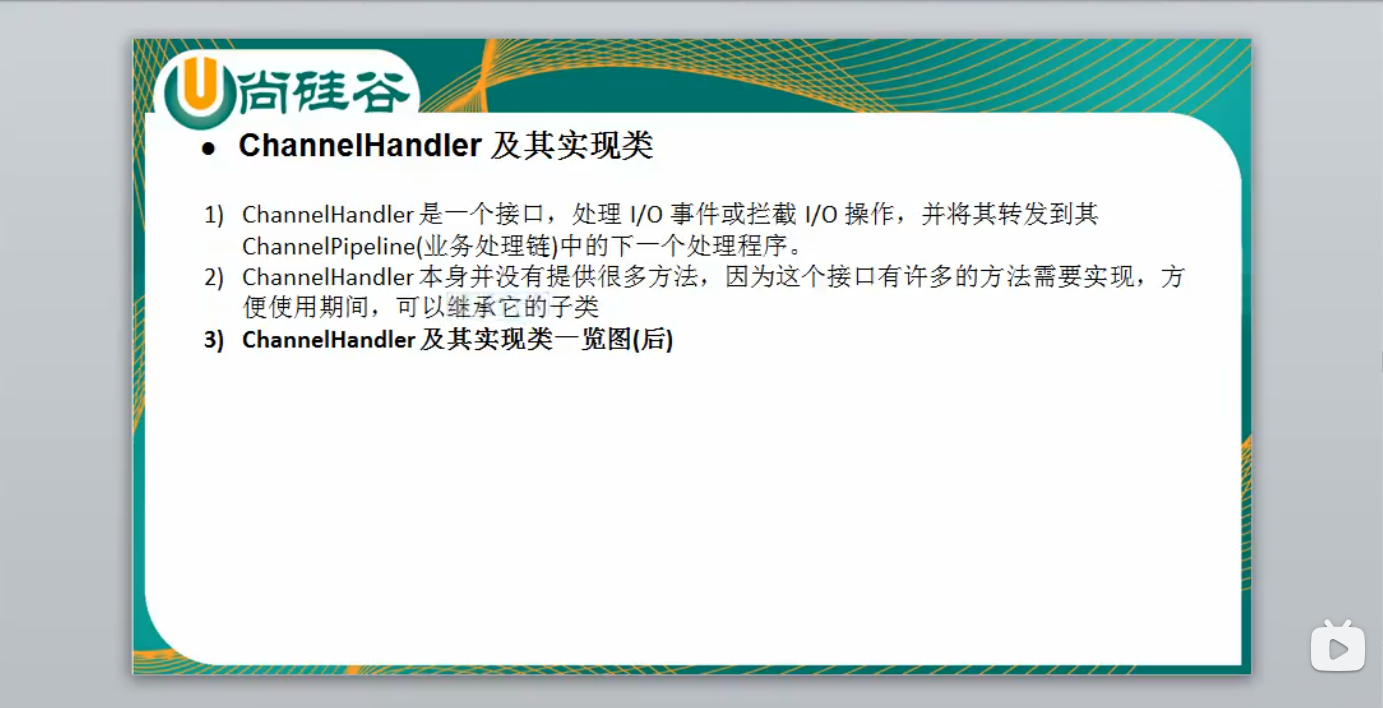 尚硅谷
● ChannelHandler 及其实现类
1) ChannelHandler 是一个接口，处理 I/O 事件或拦截 I/O 操作，并将其转发到其
ChannelPipeline(业务处理链)中的下一个处理程序。
2) ChannelHandler 本身并没有提供很多方法，因为这个接口有许多的方法需要实现，方
便使用期间，可以继承它的子类
3) ChannelHandler 及其实现类一览图(后)